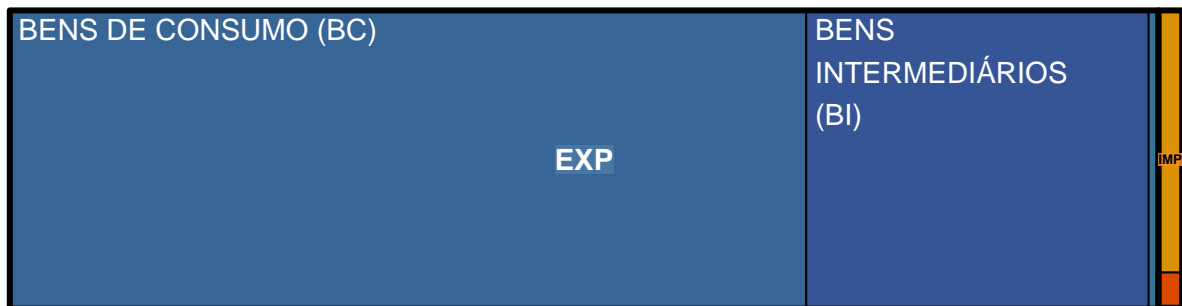 BENS DE CONSUMO (BC)
BENS
INTERMEDIÁRIOS
(BI)
EXP
IMP